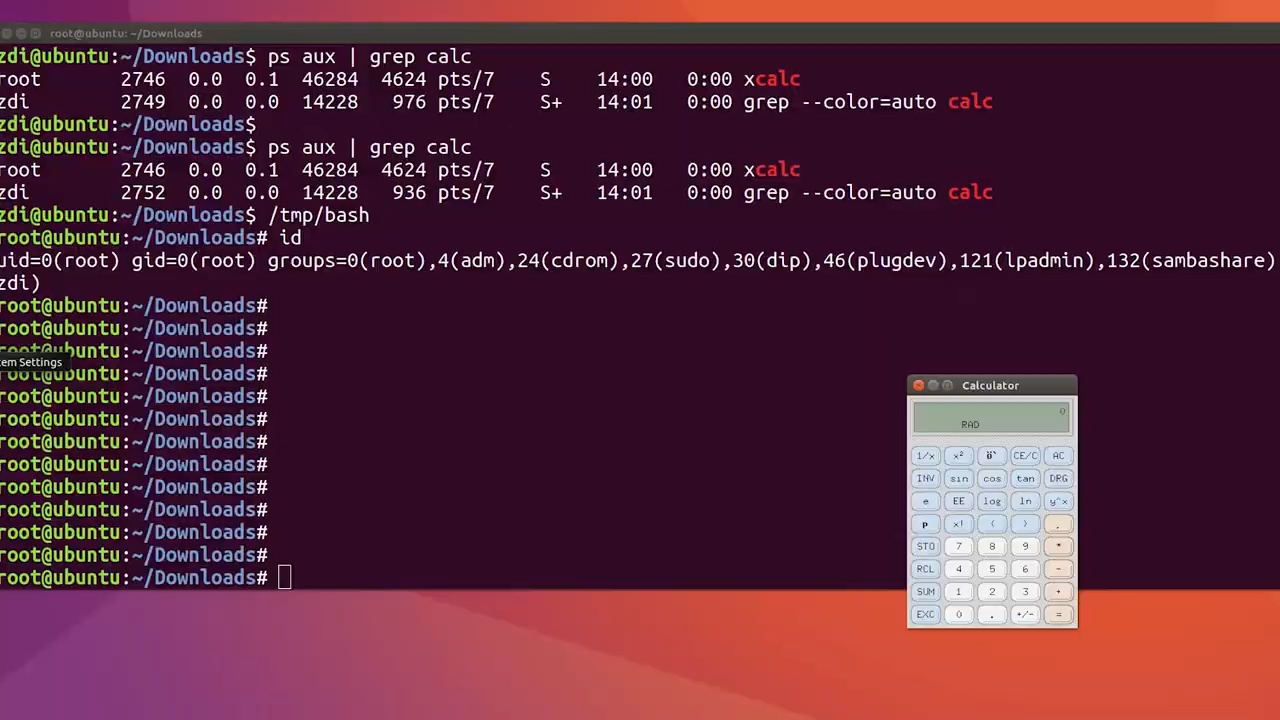 root@ubuntu: ~/Downloads
zdi@ubuntu:~/Downloads$ ps aux | grep calc
root 2746 0.0 0.1 46284 4624 pts/7 S 14:00 0:00 xcalc
zdi 2749 0.0 0.0 14228 976 pts/7 S+ 14:01 0:00 grep --color=auto calc
zdi@ubuntu:~/Downloads$
zdi@ubuntu:~/Downloads$ ps aux | grep calc
root 2746 0.0 0.1 46284 4624 pts/7 S 14:00 0:00 xcalc
zdi 2752 0.0 0.0 14228 936 pts/7 S+ 14:01 0:00 grep --color=auto calc
zdi@ubuntu:~/Downloads$ /tmp/bash
root@ubuntu:~/Downloads# id
uid=0(root) gid=0(root) groups=0(root),4(adm),24(cdrom),27(sudo),30(dip),46(plugdev),121(lpadmin),132(sambashare)
zdi)
root@ubuntu:~/Downloads#
root@ubuntu:~/Downloads#
root@ubuntu:~/Downloads#
tem Settings
root@ubuntu:~/Downloads#
root@ubuntu:~/Downloads#
root@ubuntu:~/Downloads#
root@ubuntu:~/Downloads#
root@ubuntu:~/Downloads#
root@ubuntu:~/Downloads#
root@ubuntu:~/Downloads#
root@ubuntu:~/Downloads#
root@ubuntu:~/Downloads#
root@ubuntu:~/Downloads#
Calculator
0
RAD
1/x x² CE/C AC
INV sin cos tan DRG
e EE log ln y^x
p x! ( )
STO 7 8 9 *
RCL 4 5 6 -
SUM 1 2 3 +
EXC 0 . +/- =